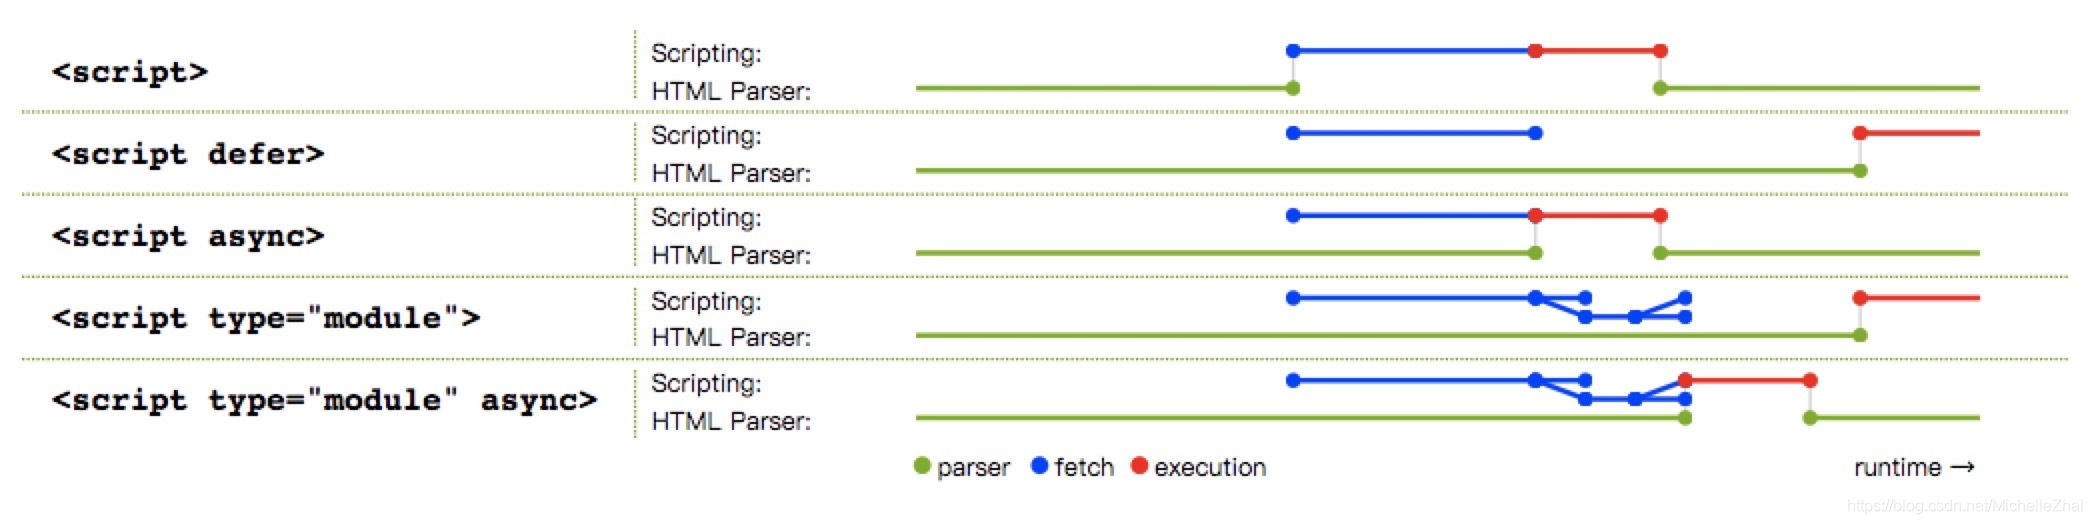 <script>
Scripting:
HTML Parser:
<script defer>
Scripting:
HTML Parser:
<script async>
Scripting:
HTML Parser:
<script type="module">
Scripting:
HTML Parser:
<script type="module" async>
Scripting:
HTML Parser:
parser fetch execution runtime →
https://blog.csdn.net/MichelleZhai